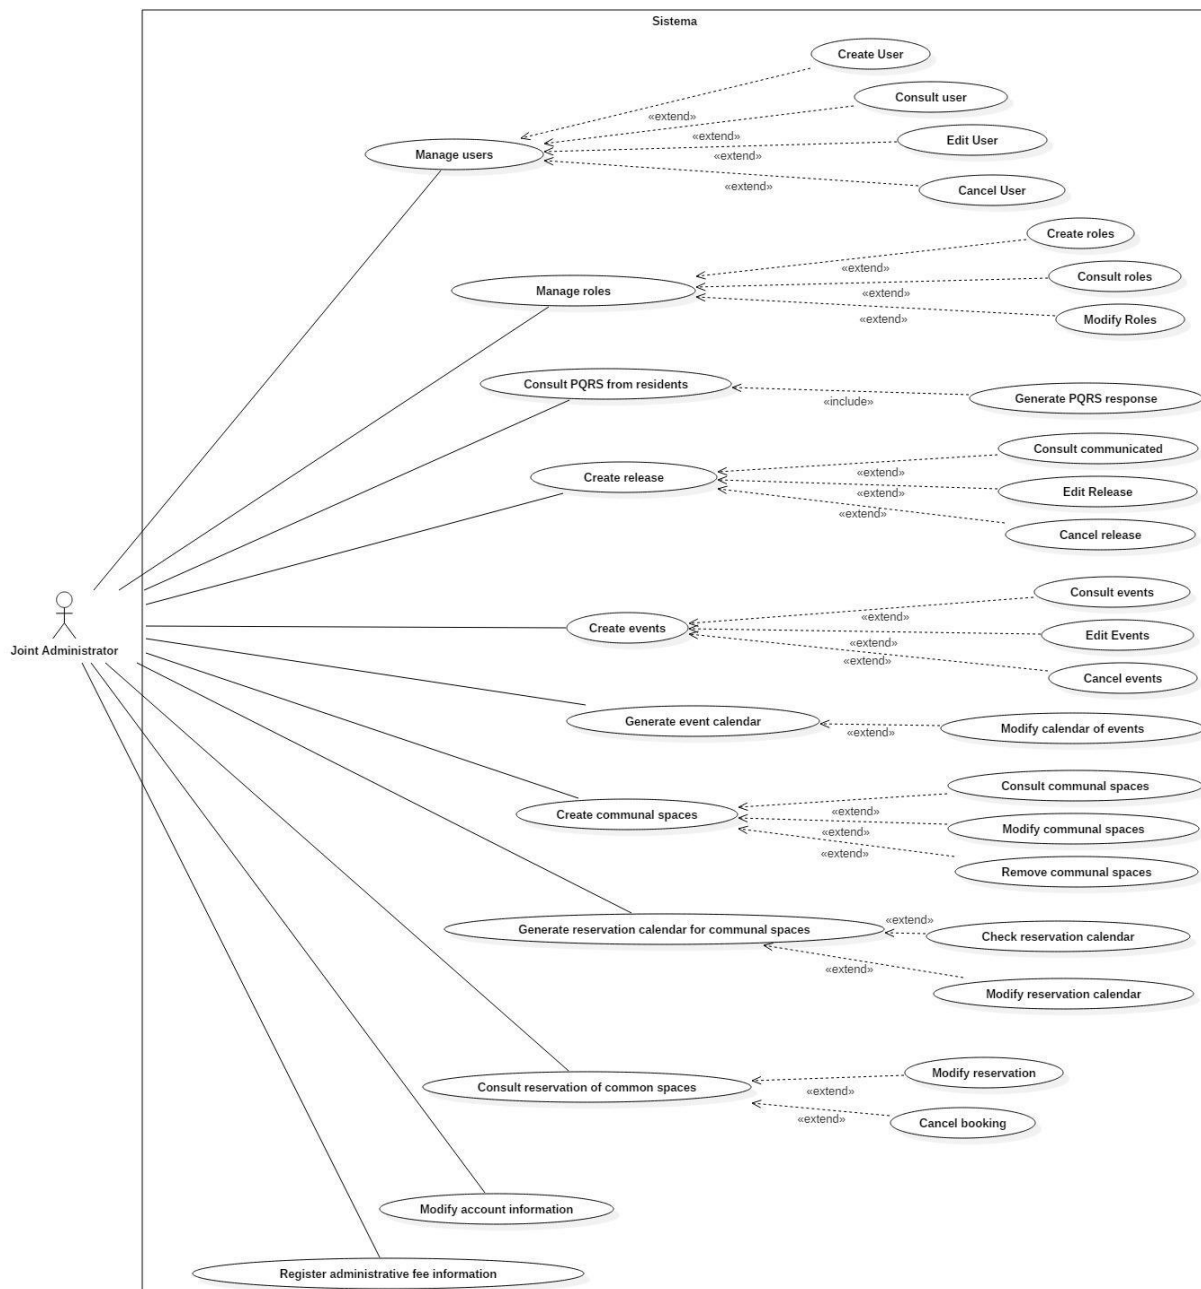 Sistema
Create User
Consult user
«extend»
«extend»
Edit User
Manage users
«extend»
«extend»
Cancel User
Create roles
«extend»
Consult roles
Manage roles
«extend»
«extend»
Modify Roles
Consult PQRS from residents
«include»
Generate PQRS response
Consult communicated
Create release
«extend»
Edit Release
«extend»
«extend»
Cancel release
Consult events
Joint Administrator
Create events
«extend»
Edit Events
«extend»
«extend»
Cancel events
Generate event calendar
«extend»
Modify calendar of events
Consult communal spaces
Create communal spaces
«extend»
«extend»
Modify communal spaces
«extend»
Remove communal spaces
«extend»
Generate reservation calendar for communal spaces
Check reservation calendar
«extend»
Modify reservation calendar
Modify reservation
Consult reservation of common spaces
«extend»
«extend»
Cancel booking
Modify account information
Register administrative fee information